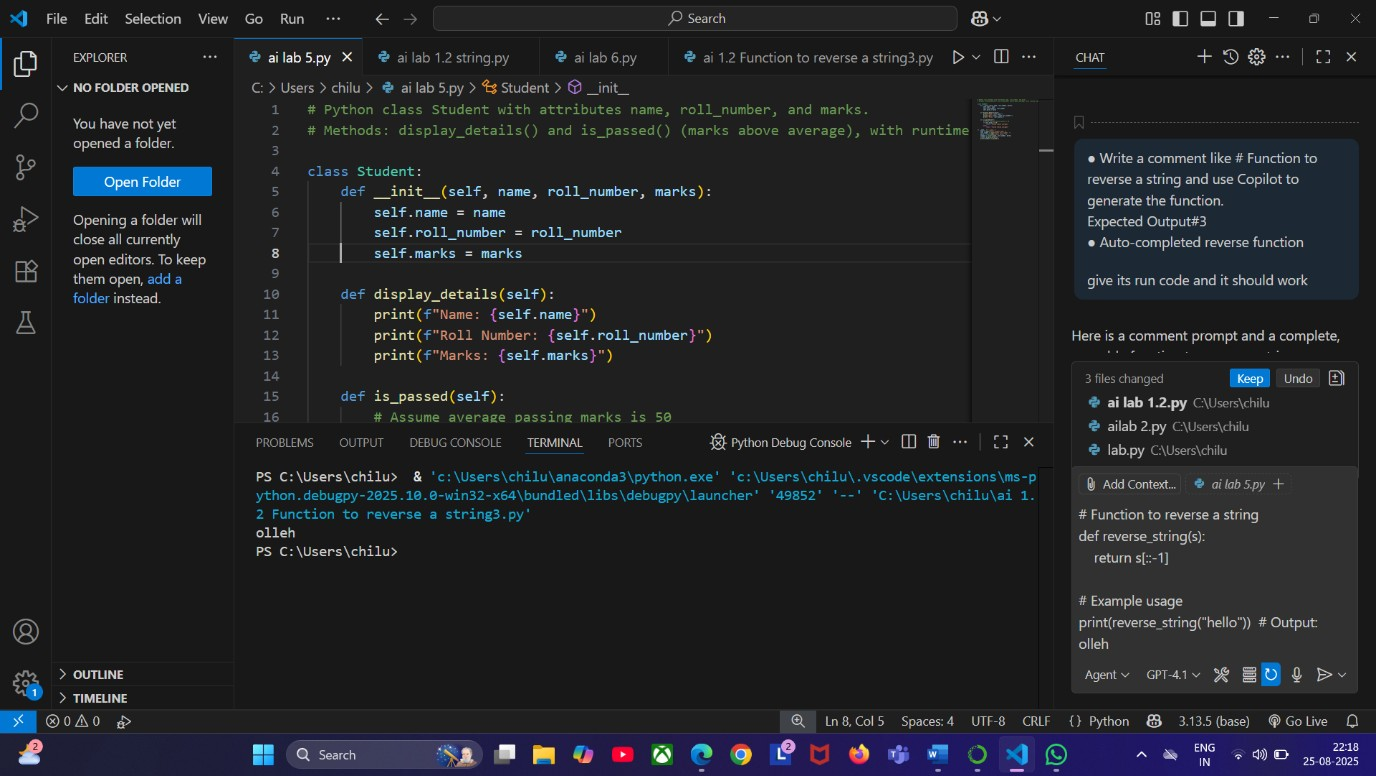 File Edit Selection View Go Run ··· Search
EXPLORER ···
NO FOLDER OPENED
You have not yet
opened a folder.
Open Folder
Opening a folder will
close all currently
open editors. To keep
them open, add a
folder instead.
OUTLINE
TIMELINE
1
ai lab 5.py ai lab 1.2 string.py ai lab 6.py ai 1.2 Function to reverse a string3.py
C: > Users > chilu > ai lab 5.py > Student > __init__
1 # Python class Student with attributes name, roll_number, and marks.
2 # Methods: display_details() and is_passed() (marks above average), with runtime
3
4 class Student:
5 def __init__(self, name, roll_number, marks):
6 self.name = name
7 self.roll_number = roll_number
8 self.marks = marks
9
10 def display_details(self):
11 print(f"Name: {self.name}")
12 print(f"Roll Number: {self.roll_number}")
13 print(f"Marks: {self.marks}")
14
15 def is_passed(self):
16 # Assume average passing marks is 50
PROBLEMS OUTPUT DEBUG CONSOLE TERMINAL PORTS Python Debug Console
PS C:\Users\chilu> & 'c:\Users\chilu\anaconda3\python.exe' 'c:\Users\chilu\.vscode\extensions\ms-p
ython.debugpy-2025.10.0-win32-x64\bundled\libs\debugpy\launcher' '49852' '--' 'C:\Users\chilu\ai 1.
2 Function to reverse a string3.py'
olleh
PS C:\Users\chilu>
CHAT
● Write a comment like # Function to
reverse a string and use Copilot to
generate the function.
Expected Output#3
● Auto-completed reverse function
give its run code and it should work
Here is a comment prompt and a complete,
3 files changed Keep Undo
ai lab 1.2.py C:\Users\chilu
ailab 2.py C:\Users\chilu
lab.py C:\Users\chilu
Add Context... ai lab 5.py +
# Function to reverse a string
def reverse_string(s):
return s[::-1]
# Example usage
print(reverse_string("hello")) # Output:
olleh
Agent GPT-4.1
0 0 Ln 8, Col 5 Spaces: 4 UTF-8 CRLF {} Python 3.13.5 (base) Go Live
2 Search 2 ENG
IN
22:18
25-08-2025